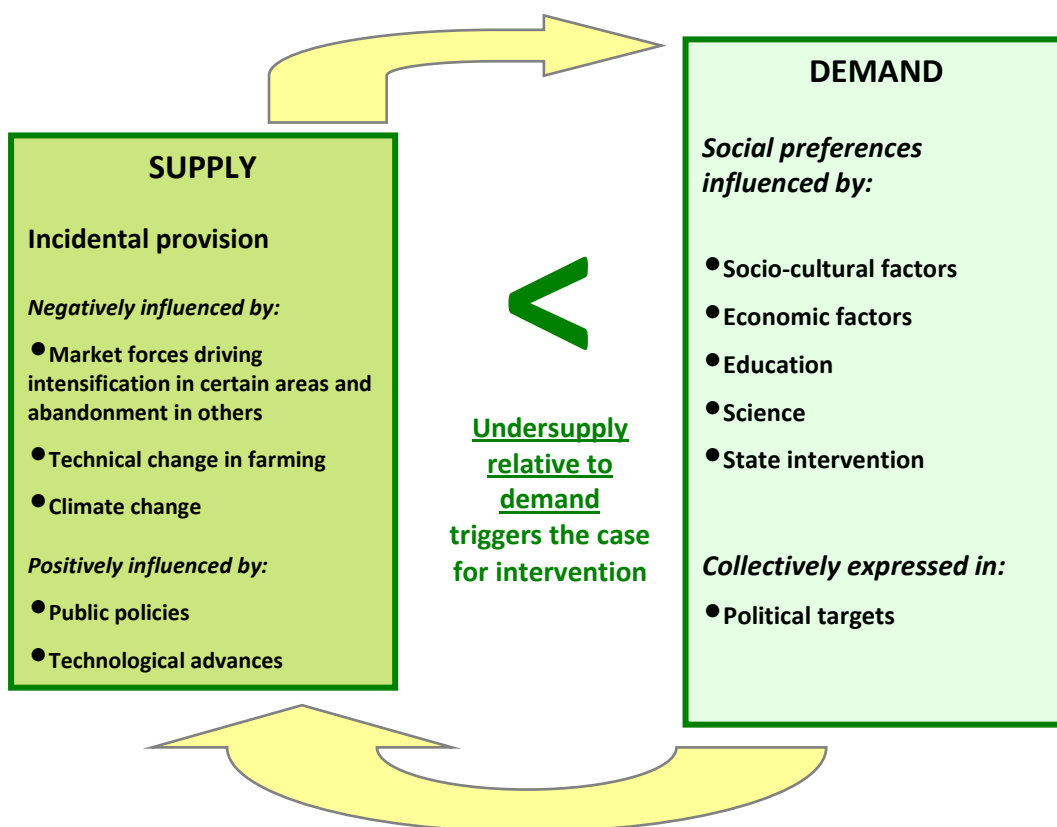 SUPPLY
Incidental provision
Negatively influenced by:
●Market forces driving
intensification in certain areas and
abandonment in others
●Technical change in farming
●Climate change
Positively influenced by:
●Public policies
●Technological advances
<
Undersupply
relative to
demand
triggers the case
for intervention
DEMAND
Social preferences
influenced by:
●Socio-cultural factors
●Economic factors
●Education
●Science
●State intervention
Collectively expressed in:
●Political targets